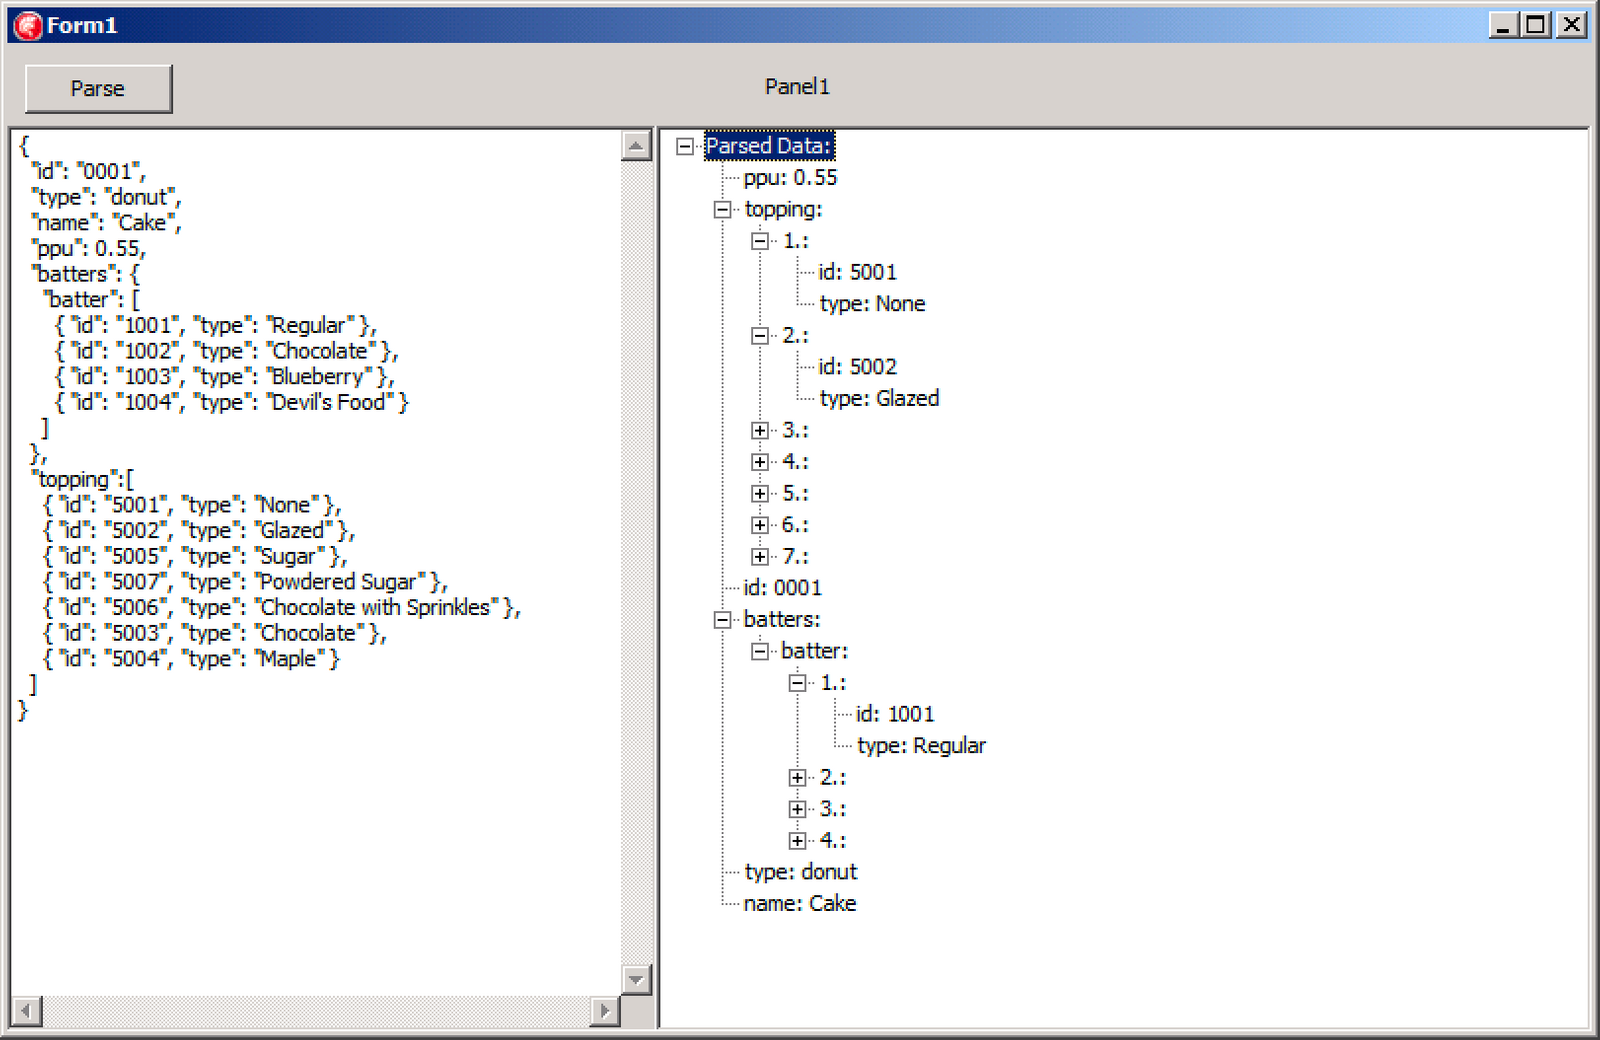 Form1
Parse
Panel1
{
"id": "0001",
"type": "donut",
"name": "Cake",
"ppu": 0.55,
"batters": {
"batter": [
{ "id": "1001", "type": "Regular" },
{ "id": "1002", "type": "Chocolate" },
{ "id": "1003", "type": "Blueberry" },
{ "id": "1004", "type": "Devil's Food" }
]
},
"topping":[
{ "id": "5001", "type": "None" },
{ "id": "5002", "type": "Glazed" },
{ "id": "5005", "type": "Sugar" },
{ "id": "5007", "type": "Powdered Sugar" },
{ "id": "5006", "type": "Chocolate with Sprinkles" },
{ "id": "5003", "type": "Chocolate" },
{ "id": "5004", "type": "Maple" }
]
}
Parsed Data:
ppu: 0.55
topping:
1.:
id: 5001
type: None
2.:
id: 5002
type: Glazed
3.:
4.:
5.:
6.:
7.:
id: 0001
batters:
batter:
1.:
id: 1001
type: Regular
2.:
3.:
4.:
type: donut
name: Cake